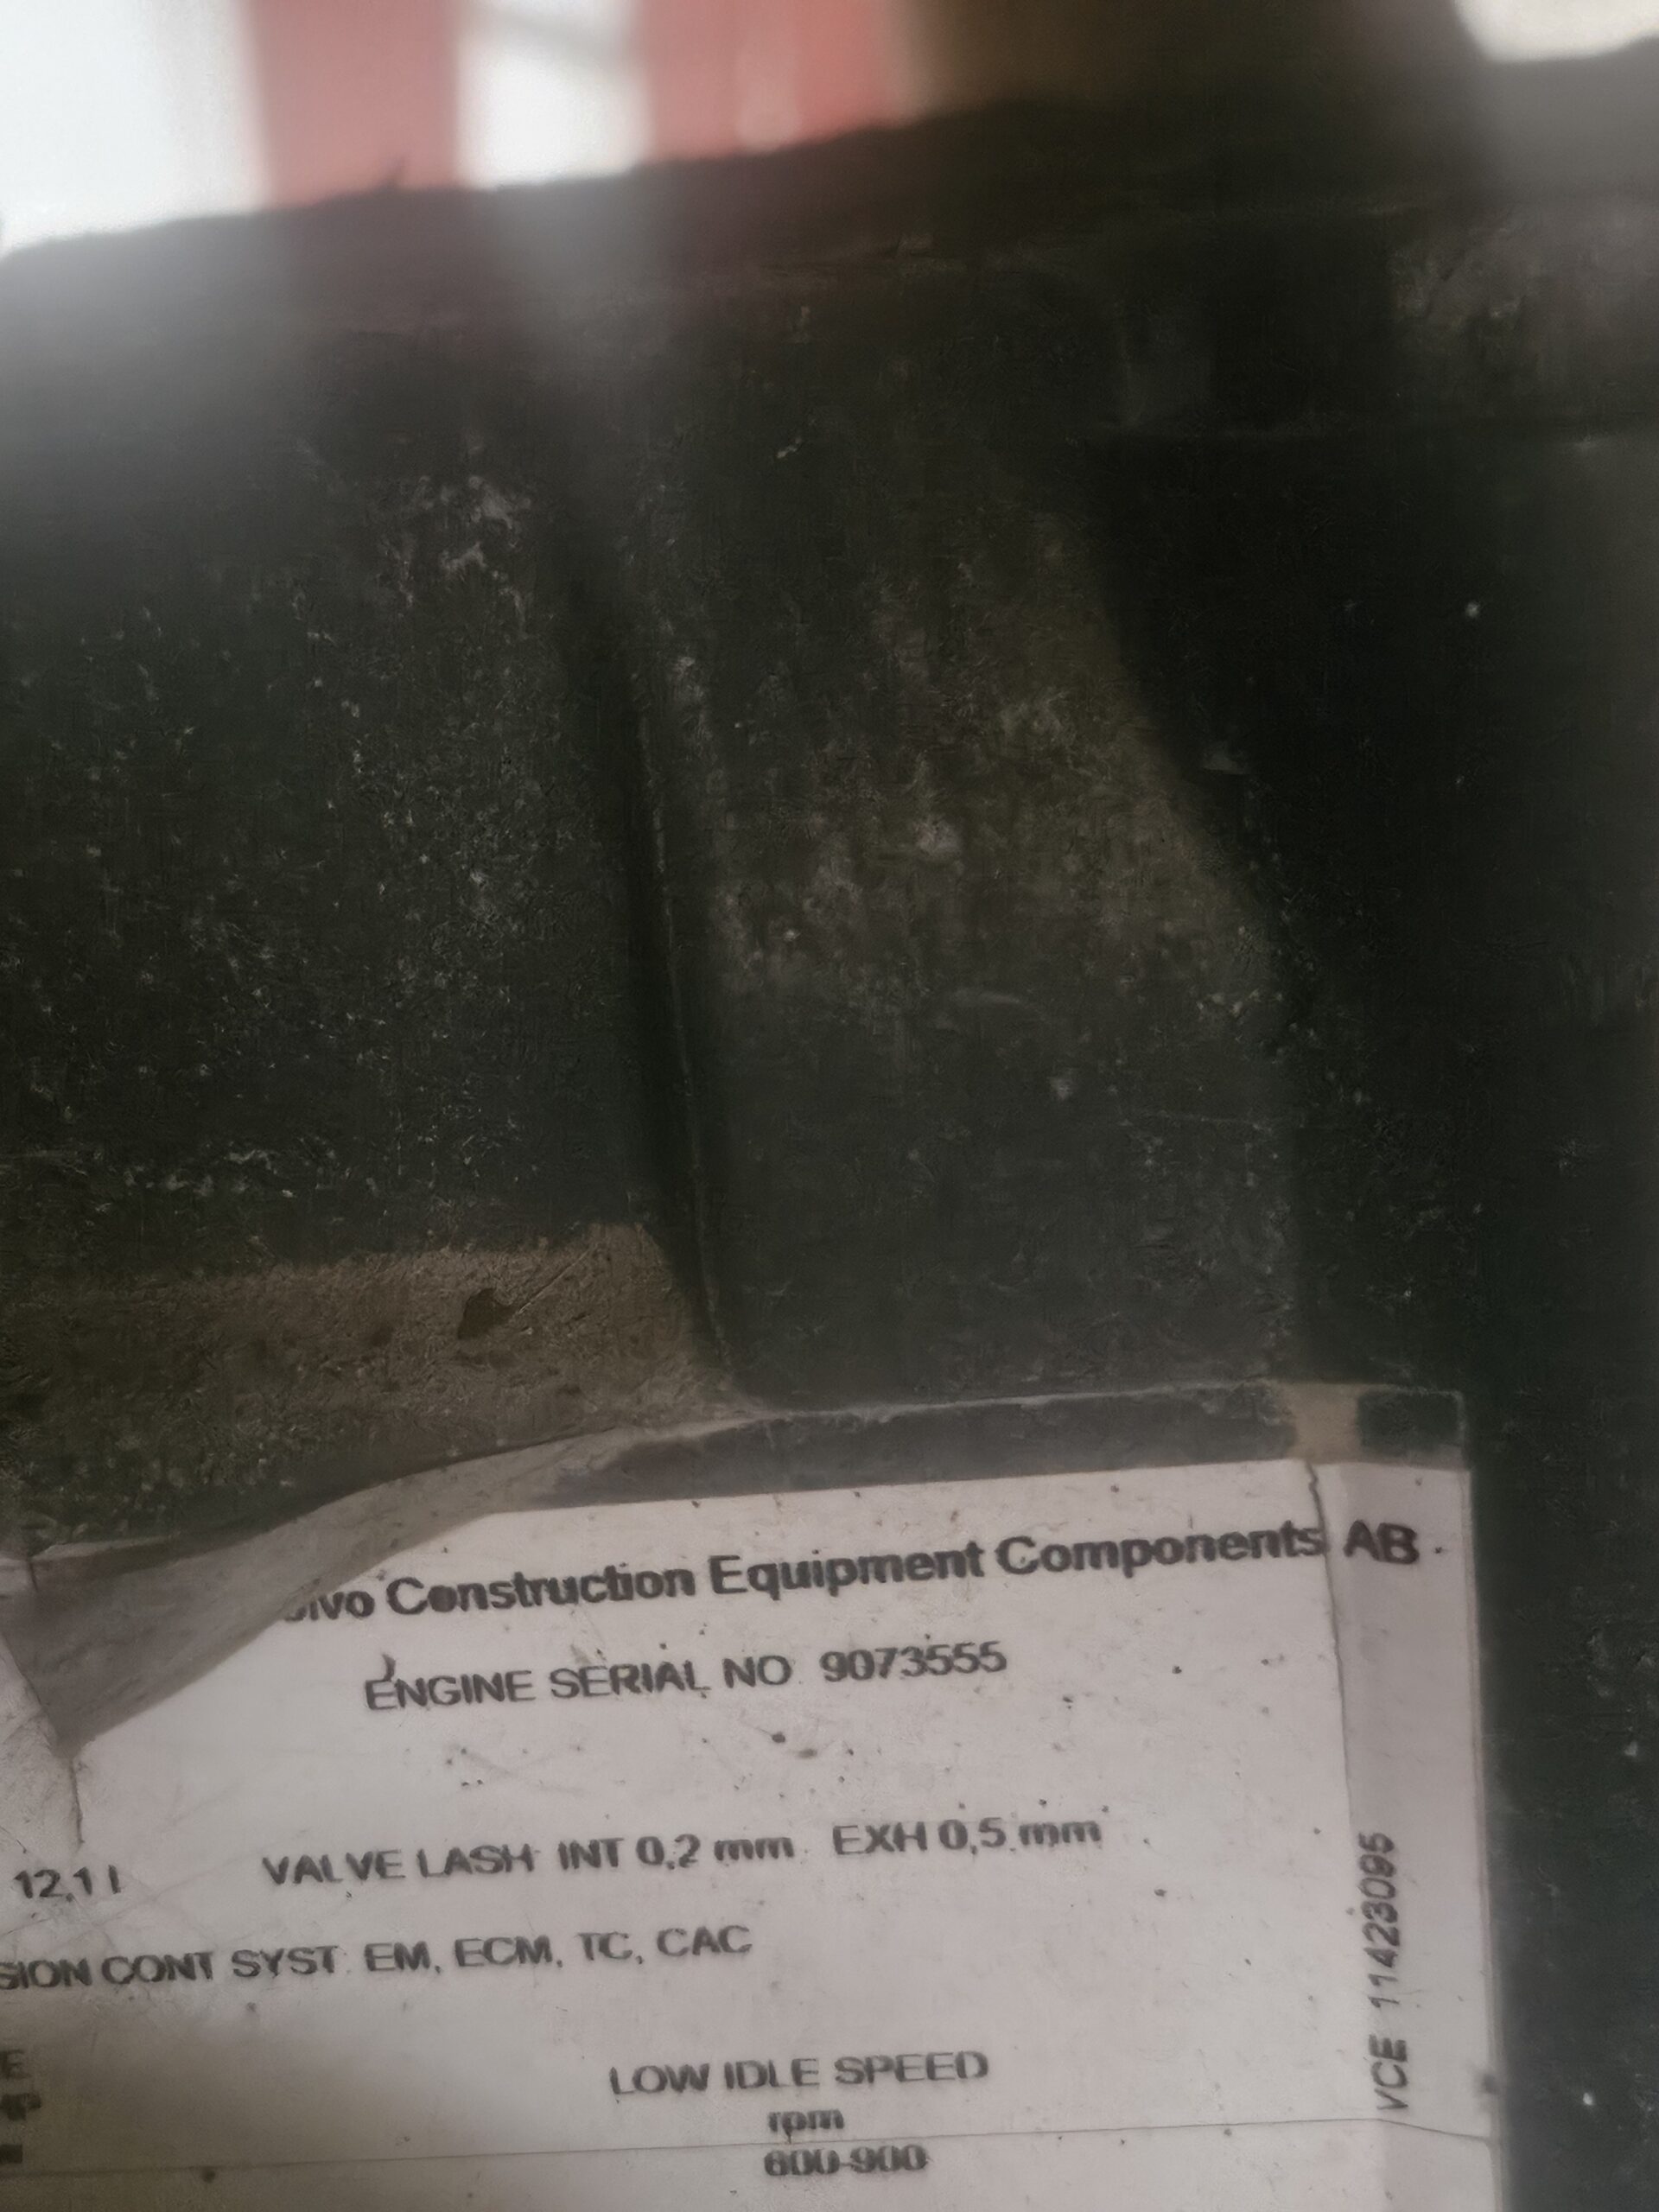 Construction Equipment Components AB
ENGINE SERIAL NO 9073555
12,1 l VALVE LASH INT 0,2 mm EXH 0,5 mm
CONT SYST EM, ECM, TC, CAC
LOW IDLE SPEED
rpm
600-900
VCE 11423095